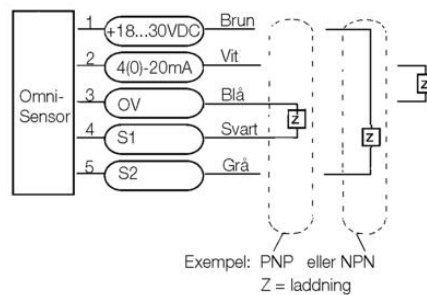 Omni-
Sensor
1 +18...30VDC Brun
2 4(0)-20mA Vit
3 OV Blå
4 S1 Svart
5 S2 Grå
Z
Z
Z
Exempel: PNP eller NPN
Z = laddning